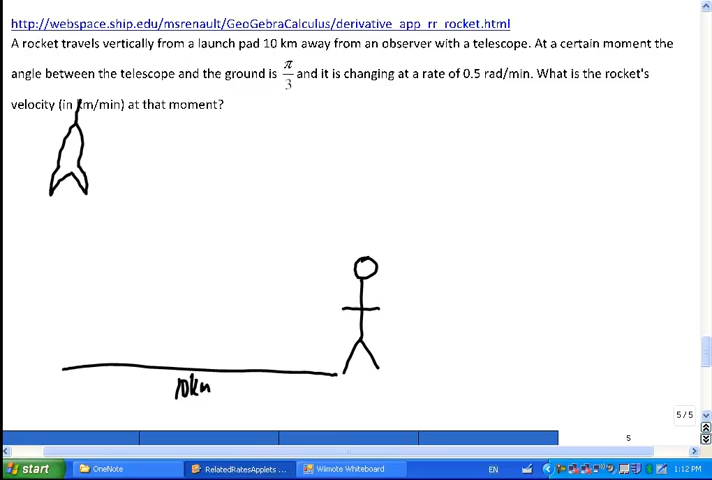 http://webspace.ship.edu/msrenault/GeoGebraCalculus/derivative_app_rr_rocket.html
A rocket travels vertically from a launch pad 10 km away from an observer with a telescope. At a certain moment the
angle between the telescope and the ground is π/3 and it is changing at a rate of 0.5 rad/min. What is the rocket's
velocity (in km/min) at that moment?
10km
5/5
5
start OneNote RelatedRatesApplets ... Wiimote Whiteboard EN 1:12 PM